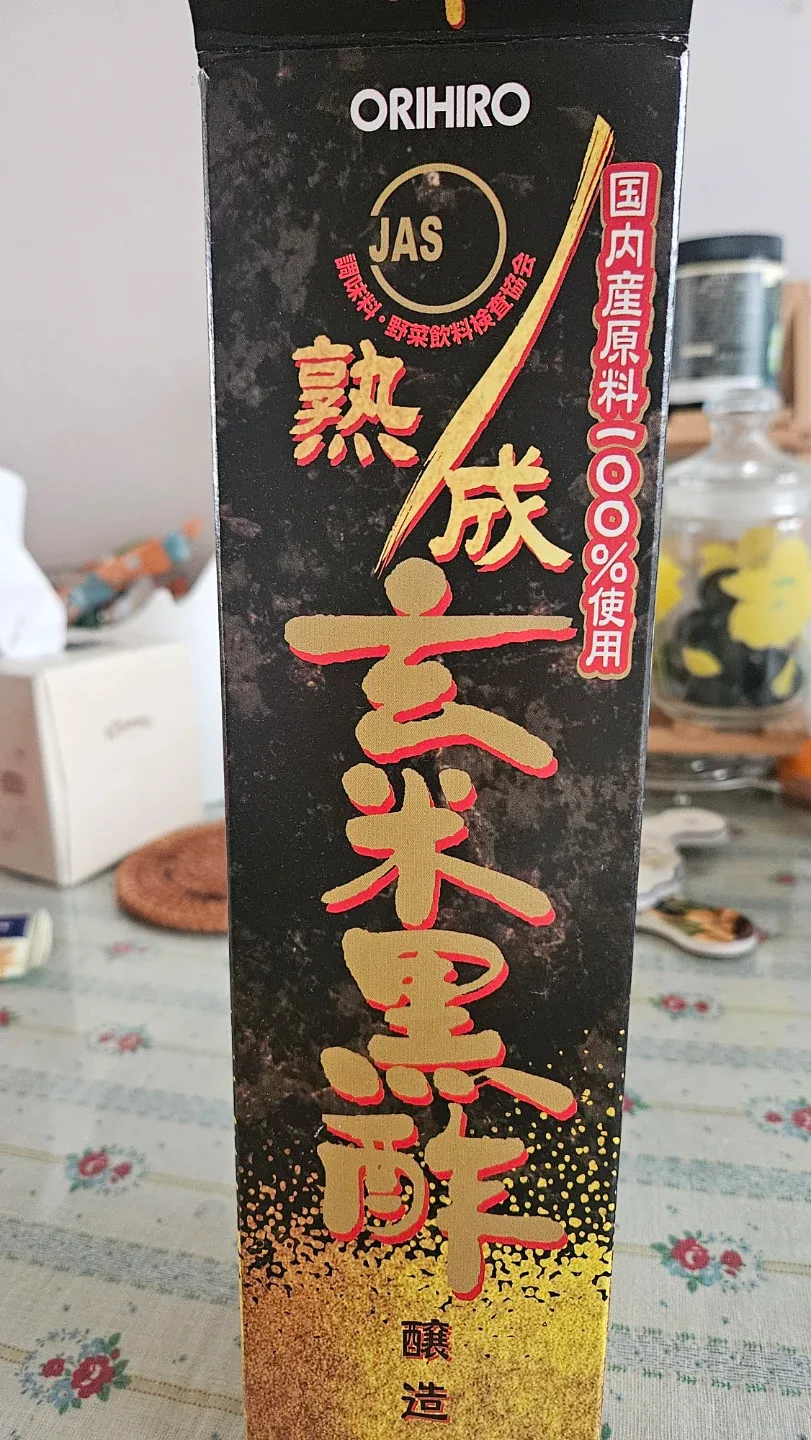 ORIHIRO
JAS
調味料・野菜飲料検査協会
国内産原料一〇〇%使用
熟成
玄米黒酢
醸造